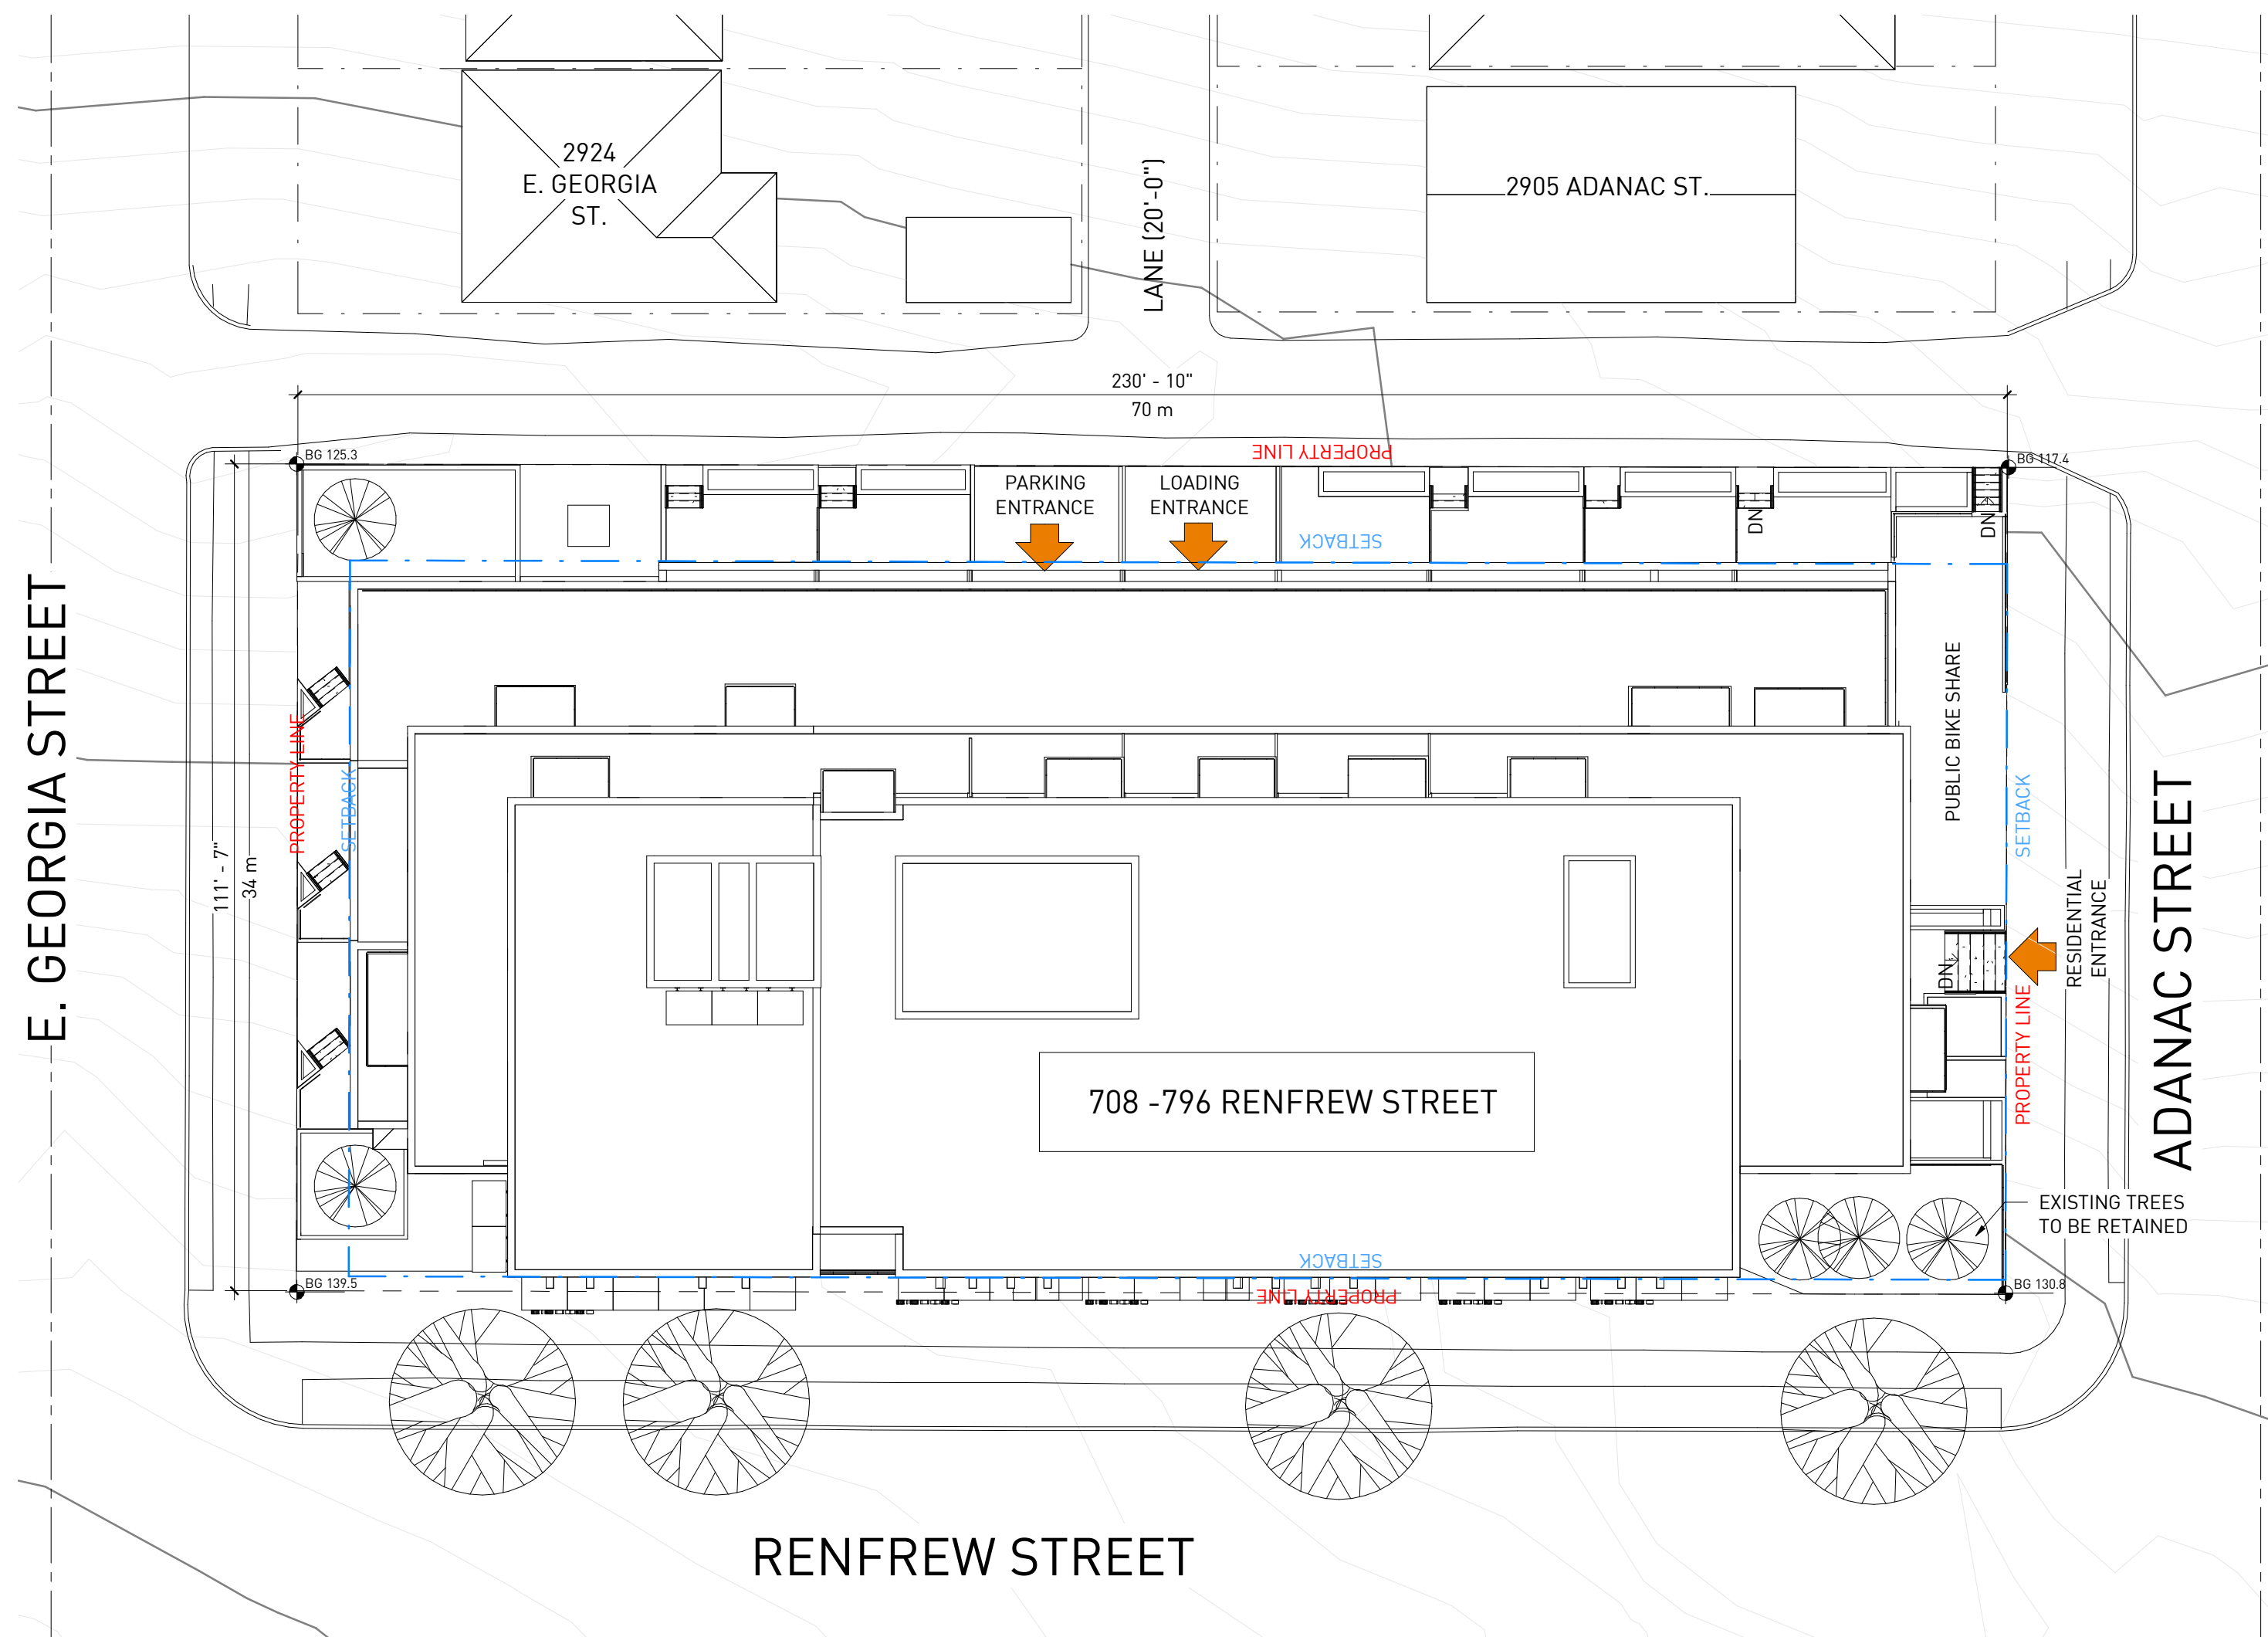 2924
E. GEORGIA
ST.
LANE (20'-0")
2905 ADANAC ST.
230' - 10"
70 m
PROPERTY LINE
BG 125.3
BG 117.4
PARKING
ENTRANCE
LOADING
ENTRANCE
SETBACK
DN
DN
E. GEORGIA STREET
111' - 7"
34 m
PROPERTY LINE
SETBACK
PUBLIC BIKE SHARE
SETBACK
RESIDENTIAL
ENTRANCE
DN
PROPERTY LINE
ADANAC STREET
708 -796 RENFREW STREET
EXISTING TREES
TO BE RETAINED
SETBACK
BG 139.5
BG 130.8
PROPERTY LINE
RENFREW STREET